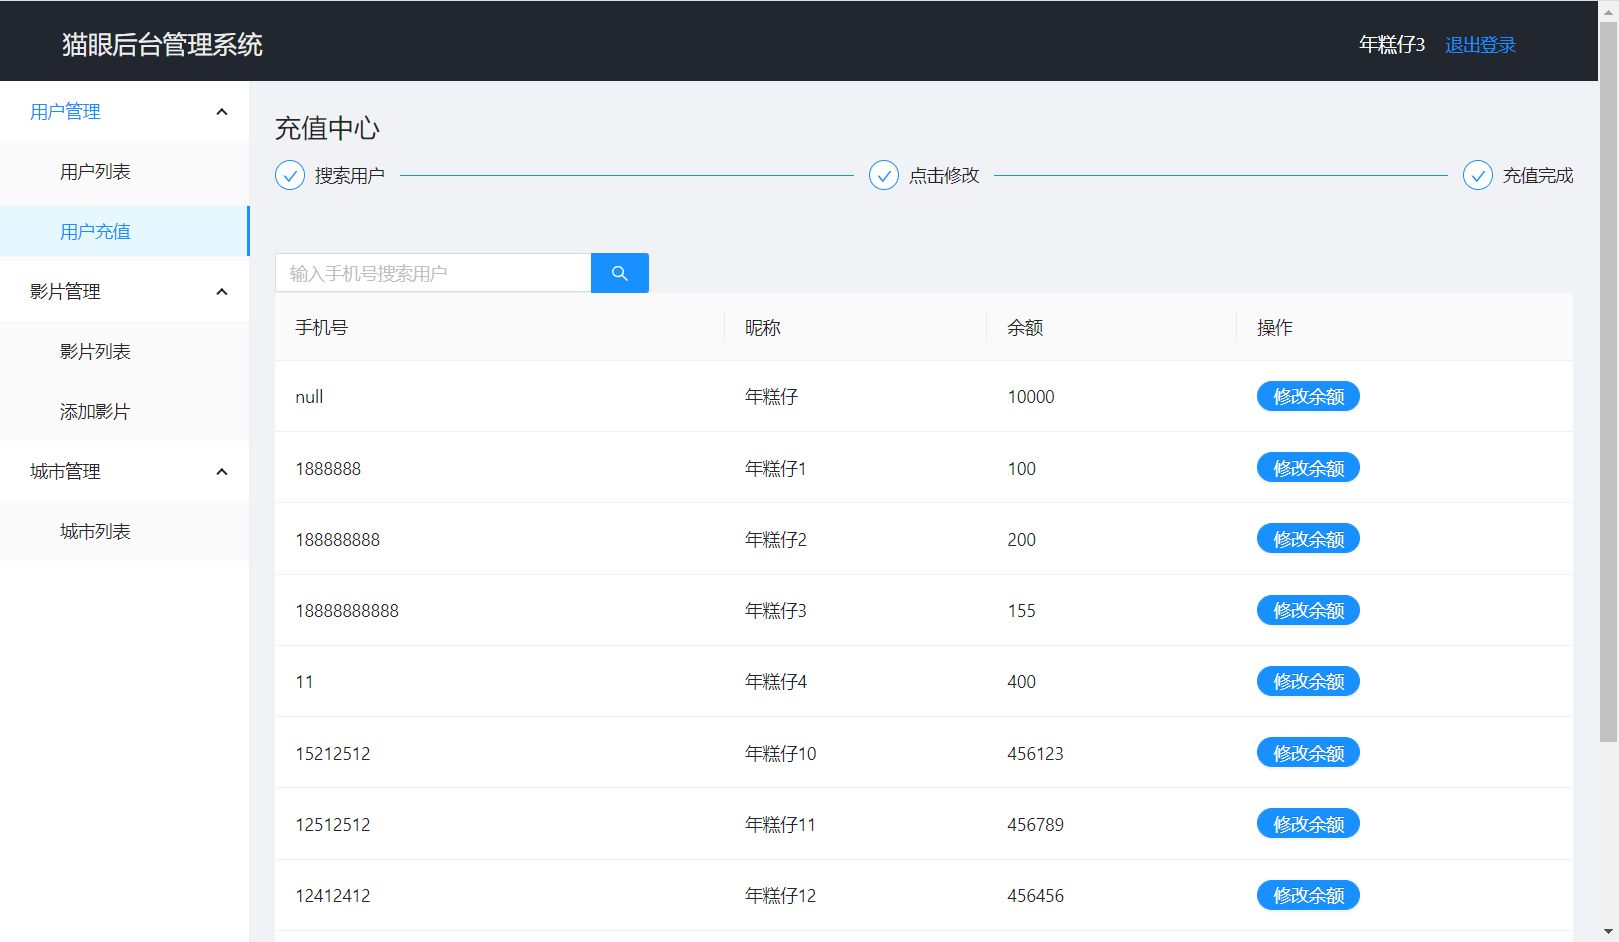 猫眼后台管理系统
年糕仔3 退出登录
用户管理
用户列表
用户充值
影片管理
影片列表
添加影片
城市管理
城市列表
充值中心
搜索用户 点击修改 充值完成
输入手机号搜索用户
手机号 昵称 余额 操作
null 年糕仔 10000 修改余额
1888888 年糕仔1 100 修改余额
188888888 年糕仔2 200 修改余额
18888888888 年糕仔3 155 修改余额
11 年糕仔4 400 修改余额
15212512 年糕仔10 456123 修改余额
12512512 年糕仔11 456789 修改余额
12412412 年糕仔12 456456 修改余额